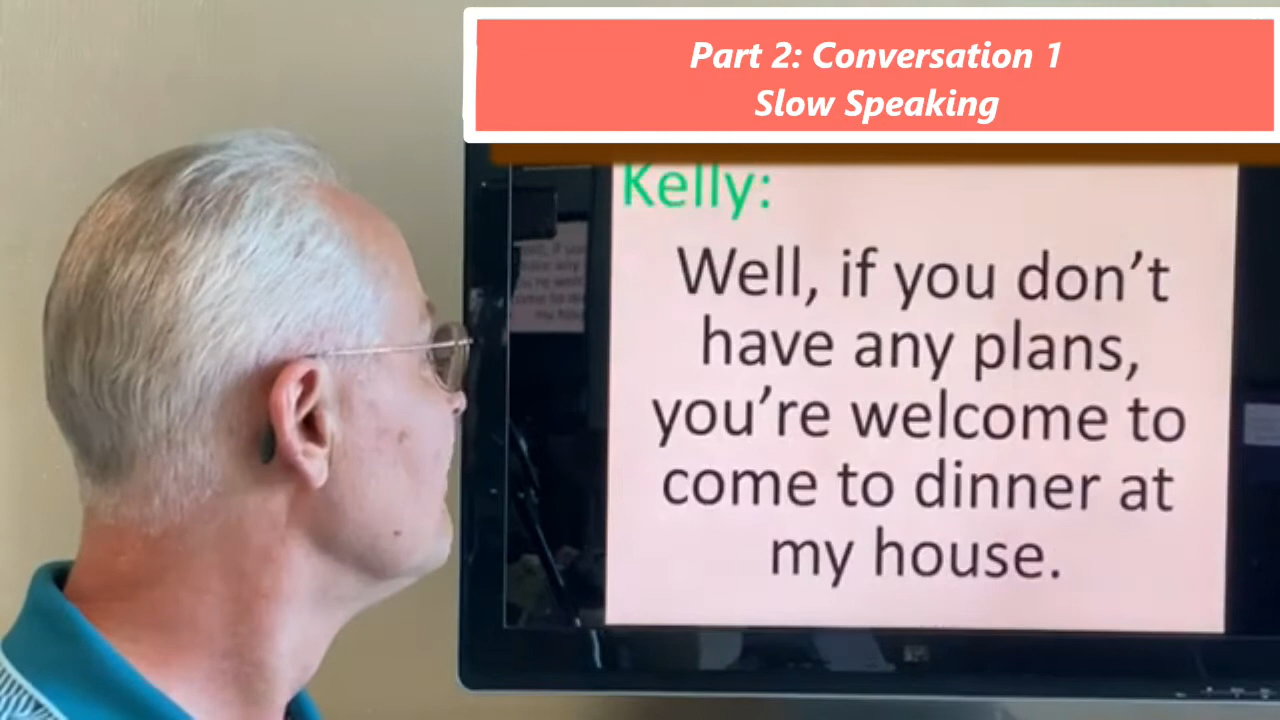 Part 2: Conversation 1
Slow Speaking
Kelly:
Well, if you don't
have any plans,
you're welcome to
come to dinner at
my house.